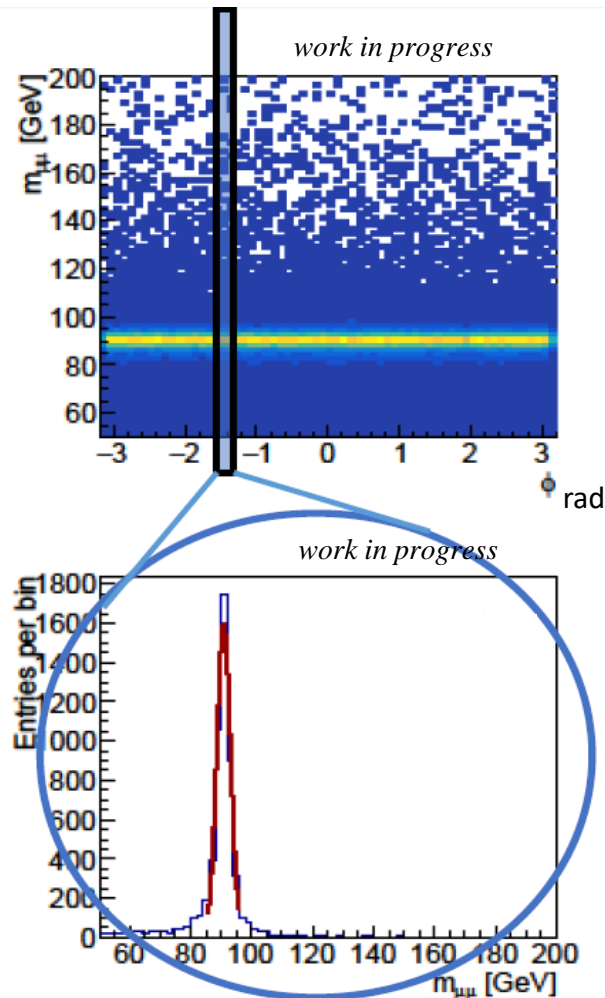 work in progress
m_μμ [GeV]
200
180
160
140
120
100
80
60
−3 −2 −1 0 1 2 3
ϕ rad
work in progress
Entries per bin
1800
1600
1400
1200
1000
800
600
400
200
0
60 80 100 120 140 160 180 200
m_μμ [GeV]